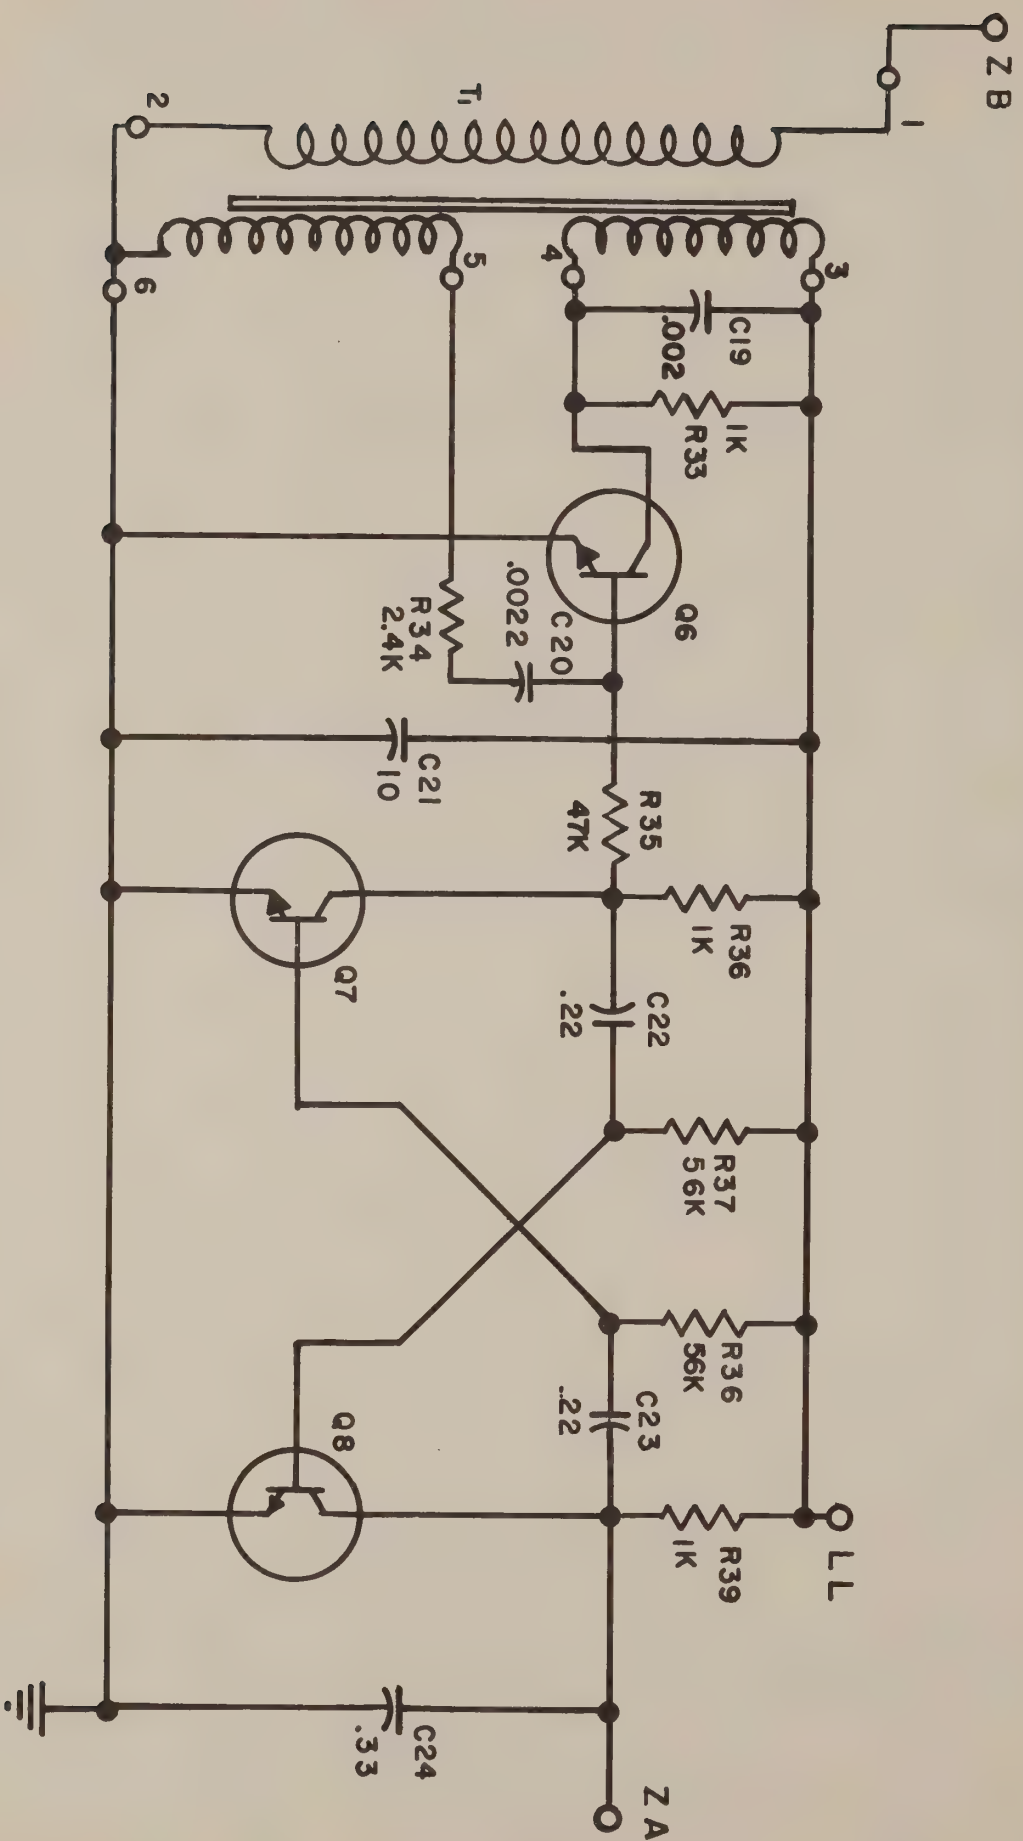 ZB
1
T1
2
3
4
5
6
C19
.002
1K
R33
Q6
C20
.0022
R34
2.4K
C21
10
R35
47K
R36
1K
Q7
C22
.22
R37
56K
R36
56K
C23
.22
Q8
R39
1K
LL
C24
.33
ZA